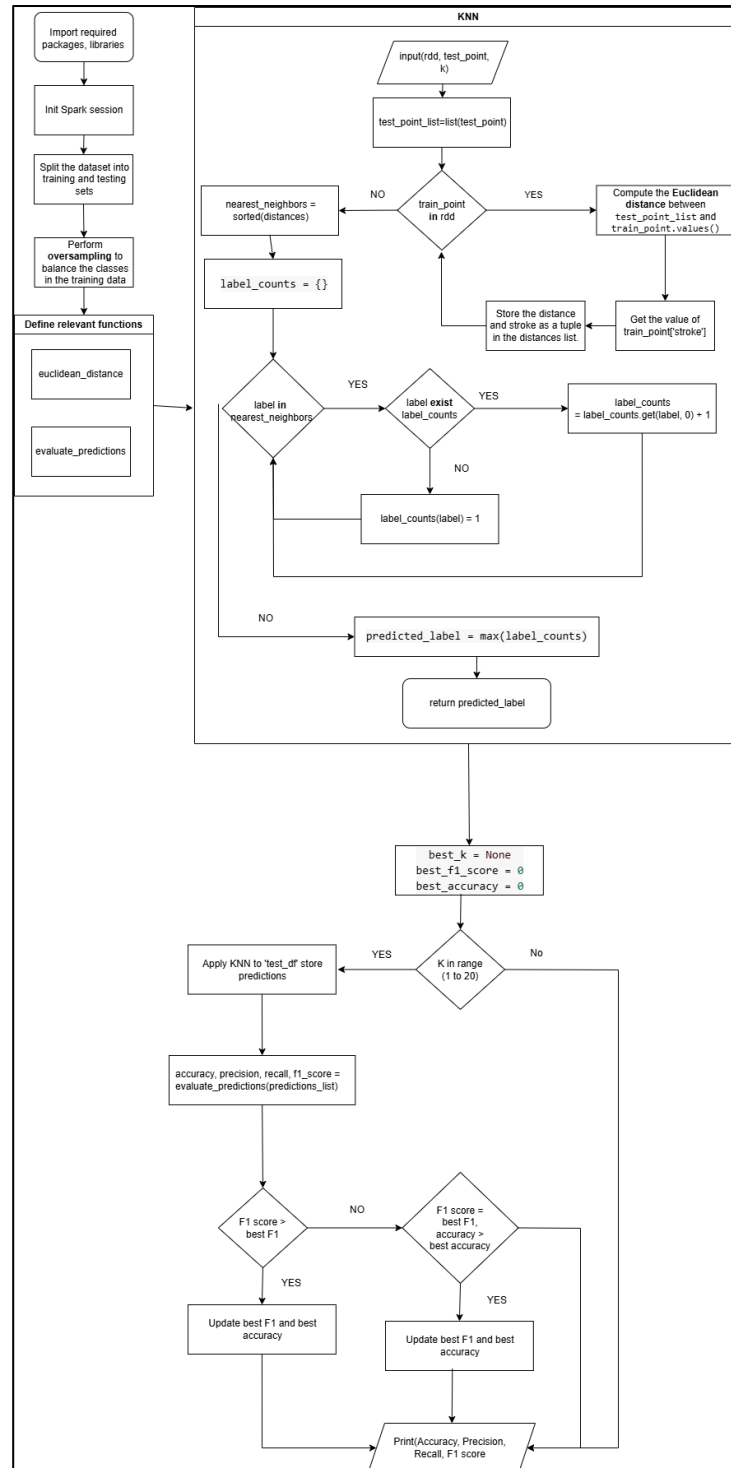 Import required
packages, libraries
Init Spark session
Split the dataset into
training and testing
sets
Perform
oversampling to
balance the classes
in the training data
Define relevant functions
euclidean_distance
evaluate_predictions
KNN
input(rdd, test_point,
k)
test_point_list=list(test_point)
train_point
in rdd
NO
YES
nearest_neighbors =
sorted(distances)
Compute the Euclidean
distance between
test_point_list and
train_point.values()
label_counts = {}
Store the distance
and stroke as a tuple
in the distances list.
Get the value of
train_point['stroke']
label in
nearest_neighbors
YES
label exist
label_counts
YES
label_counts
= label_counts.get(label, 0) + 1
NO
label_counts(label) = 1
NO
predicted_label = max(label_counts)
return predicted_label
best_k = None
best_f1_score = 0
best_accuracy = 0
K in range
(1 to 20)
YES
No
Apply KNN to 'test_df' store
predictions
accuracy, precision, recall, f1_score =
evaluate_predictions(predictions_list)
F1 score >
best F1
NO
F1 score =
best F1,
accuracy >
best accuracy
YES
YES
Update best F1 and best
accuracy
Update best F1 and best
accuracy
Print(Accuracy, Precision,
Recall, F1 score